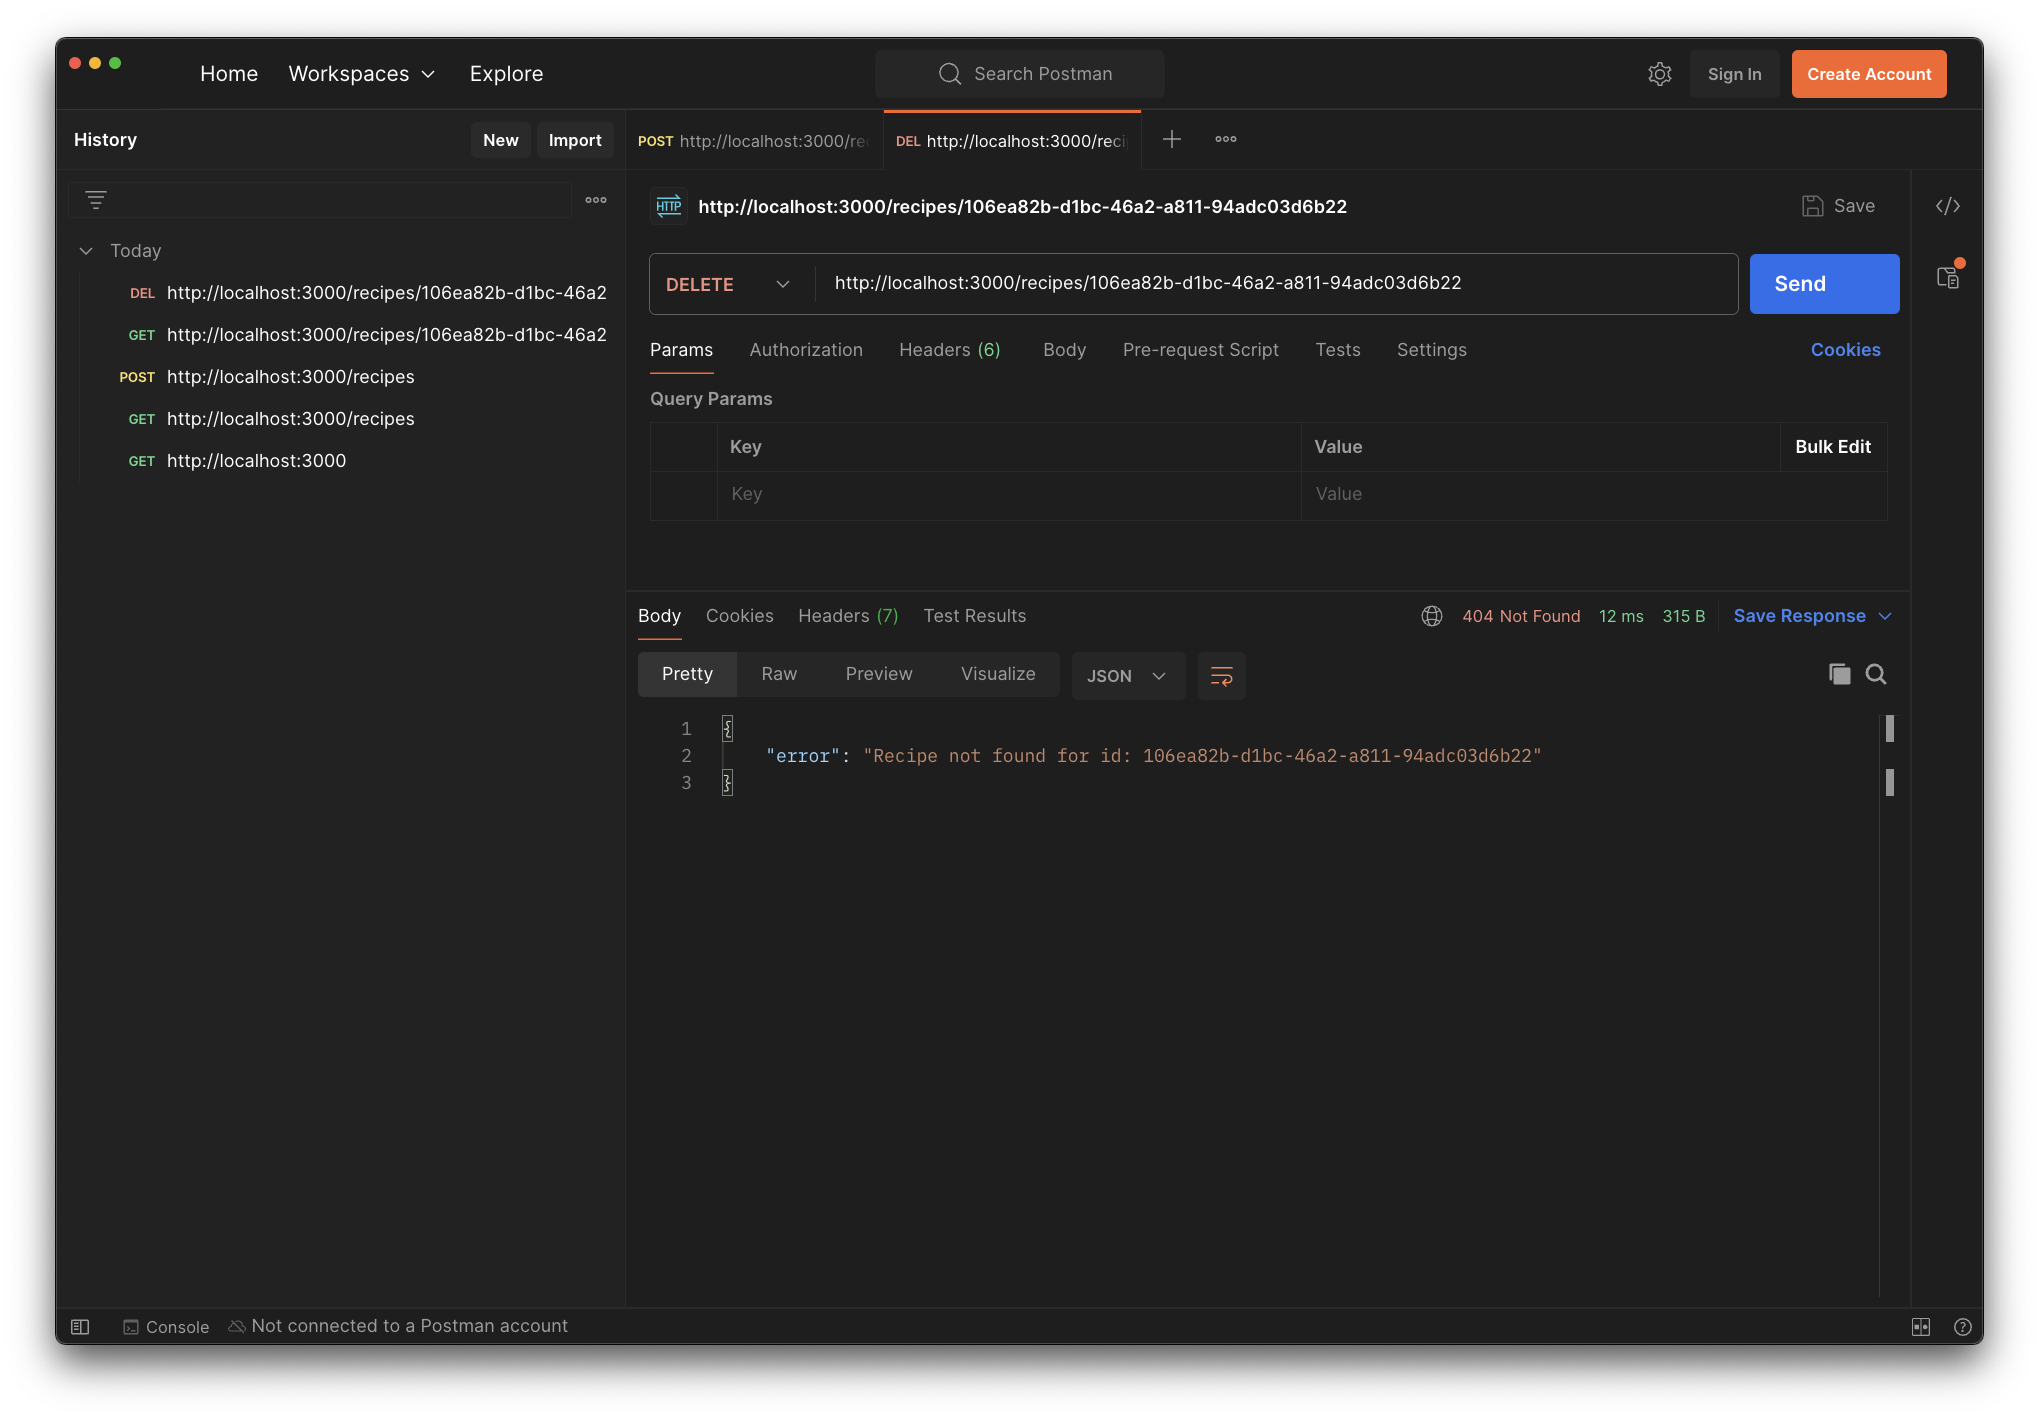 Home Workspaces Explore Search Postman Sign In Create Account
History New Import
POST http://localhost:3000/rec DEL http://localhost:3000/reci
HTTP http://localhost:3000/recipes/106ea82b-d1bc-46a2-a811-94adc03d6b22 Save </>
Today
DEL http://localhost:3000/recipes/106ea82b-d1bc-46a2
GET http://localhost:3000/recipes/106ea82b-d1bc-46a2
POST http://localhost:3000/recipes
GET http://localhost:3000/recipes
GET http://localhost:3000
DELETE http://localhost:3000/recipes/106ea82b-d1bc-46a2-a811-94adc03d6b22 Send
Params Authorization Headers (6) Body Pre-request Script Tests Settings Cookies
Query Params
Key Value Bulk Edit
Key Value
Body Cookies Headers (7) Test Results 404 Not Found 12 ms 315 B Save Response
Pretty Raw Preview Visualize JSON
1 {
2 "error": "Recipe not found for id: 106ea82b-d1bc-46a2-a811-94adc03d6b22"
3 }
Console Not connected to a Postman account ?